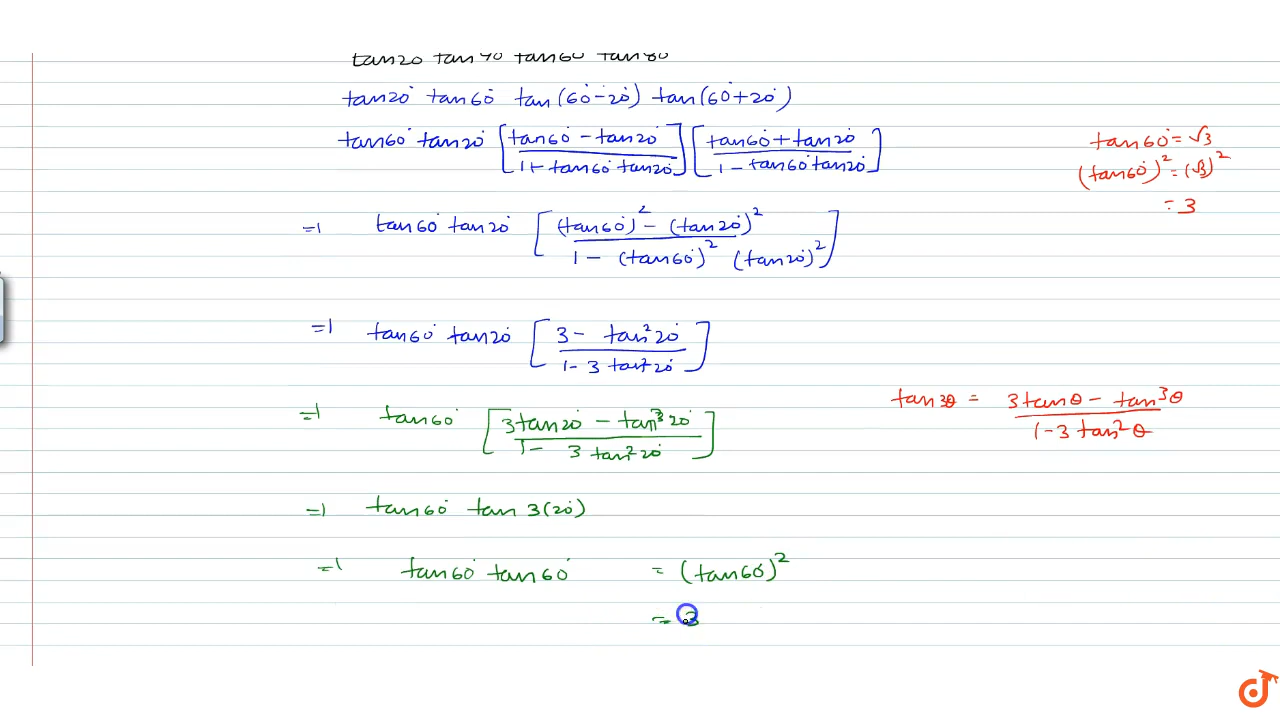 tan20 tan40 tan60° tan80
tan20° tan60° tan(60°-20°) tan(60°+20°)
tan60° tan20° [(tan60° - tan20°)/(1 + tan60° tan20°)] [(tan60° + tan20°)/(1 - tan60° tan20°)]
tan60° = √3
(tan60°)² = (√3)²
= 3
=1 tan60° tan20° [((tan60°)² - (tan20°)²)/(1 - (tan60°)² (tan20°)²)]
=1 tan60° tan20° [(3 - tan²20°)/(1 - 3 tan²20°)]
=1 tan60° [(3tan20° - tan³20°)/(1 - 3 tan²20°)]
tan3θ = (3tanθ - tan³θ)/(1-3 tan²θ)
=1 tan60° tan 3(20°)
=1 tan60° tan60° = (tan60°)²
= 3